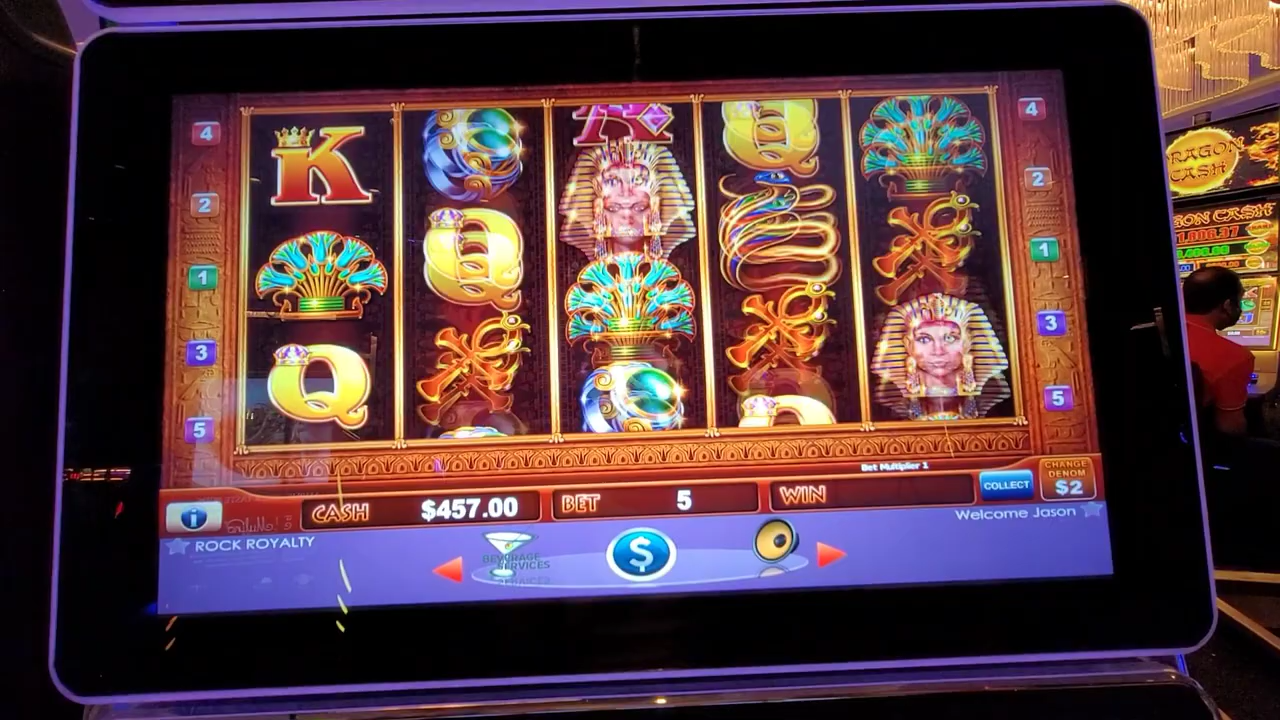 K
Q
Q
A
Q
4
2
1
3
5
4
2
1
3
5
Bet Multiplier 1
i
CASH $457.00
BET 5
WIN
COLLECT
CHANGE
DENOM
$2
ROCK ROYALTY
Welcome Jason
BEVERAGE
SERVICES
$
DRAGON
CASH